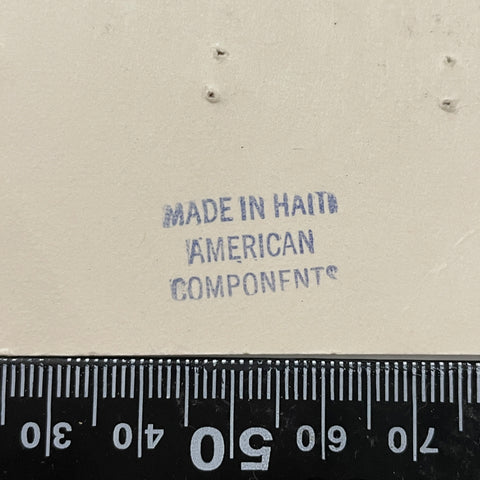 MADE IN HAITI
AMERICAN
COMPONENTS
30 40 50 60 70